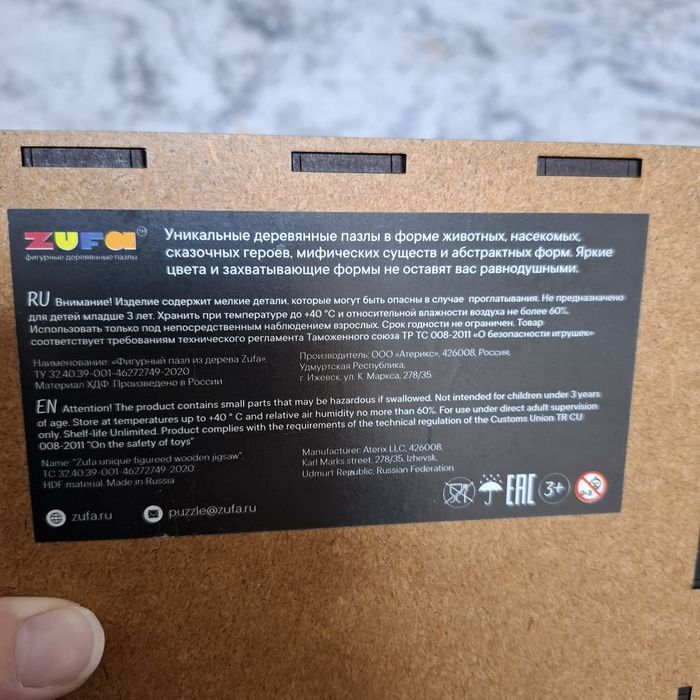 ZUFA™
фигурные деревянные пазлы
Уникальные деревянные пазлы в форме животных, насекомых,
сказочных героёв, мифических существ и абстрактных форм. Яркие
цвета и захватывающие формы не оставят вас равнодушными.
RU Внимание! Изделие содержит мелкие детали, которые могут быть опасны в случае проглатывания. Не предназначено
для детей младше 3 лет. Хранить при температуре до +40 °C и относительной влажности воздуха не более 60%.
Использовать только под непосредственным наблюдением взрослых. Срок годности не ограничен. Товар
соответствует требованиям технического регламента Таможенного союза ТР ТС 008-2011 «О безопасности игрушек»
Наименование: «Фигурный пазл из дерева Zufa»,
ТУ 32.40.39-001-46272749-2020
Материал ХДФ. Произведено в России
Производитель: ООО «Атерикс», 426008, Россия,
Удмуртская Республика,
г. Ижевск, ул. К. Маркса, 278/35
EN Attention! The product contains small parts that may be hazardous if swallowed. Not intended for children under 3 years
of age. Store at temperatures up to +40 ° C and relative air humidity no more than 60%. For use under direct adult supervision
only. Shelf-life Unlimited. Product complies with the requirements of the technical regulation of the Customs Union TR CU
008-2011 "On the safety of toys"
Name: "Zufa unique figureed wooden jigsaw".
TC 32.40.39-001-46272749-2020
HDF material. Made in Russia
Manufacturer: Aterix LLC, 426008,
Karl Marks street, 278/35, Izhevsk,
Udmurt Republic, Russian Federation
zufa.ru
puzzle@zufa.ru
EAC
3+
0-3